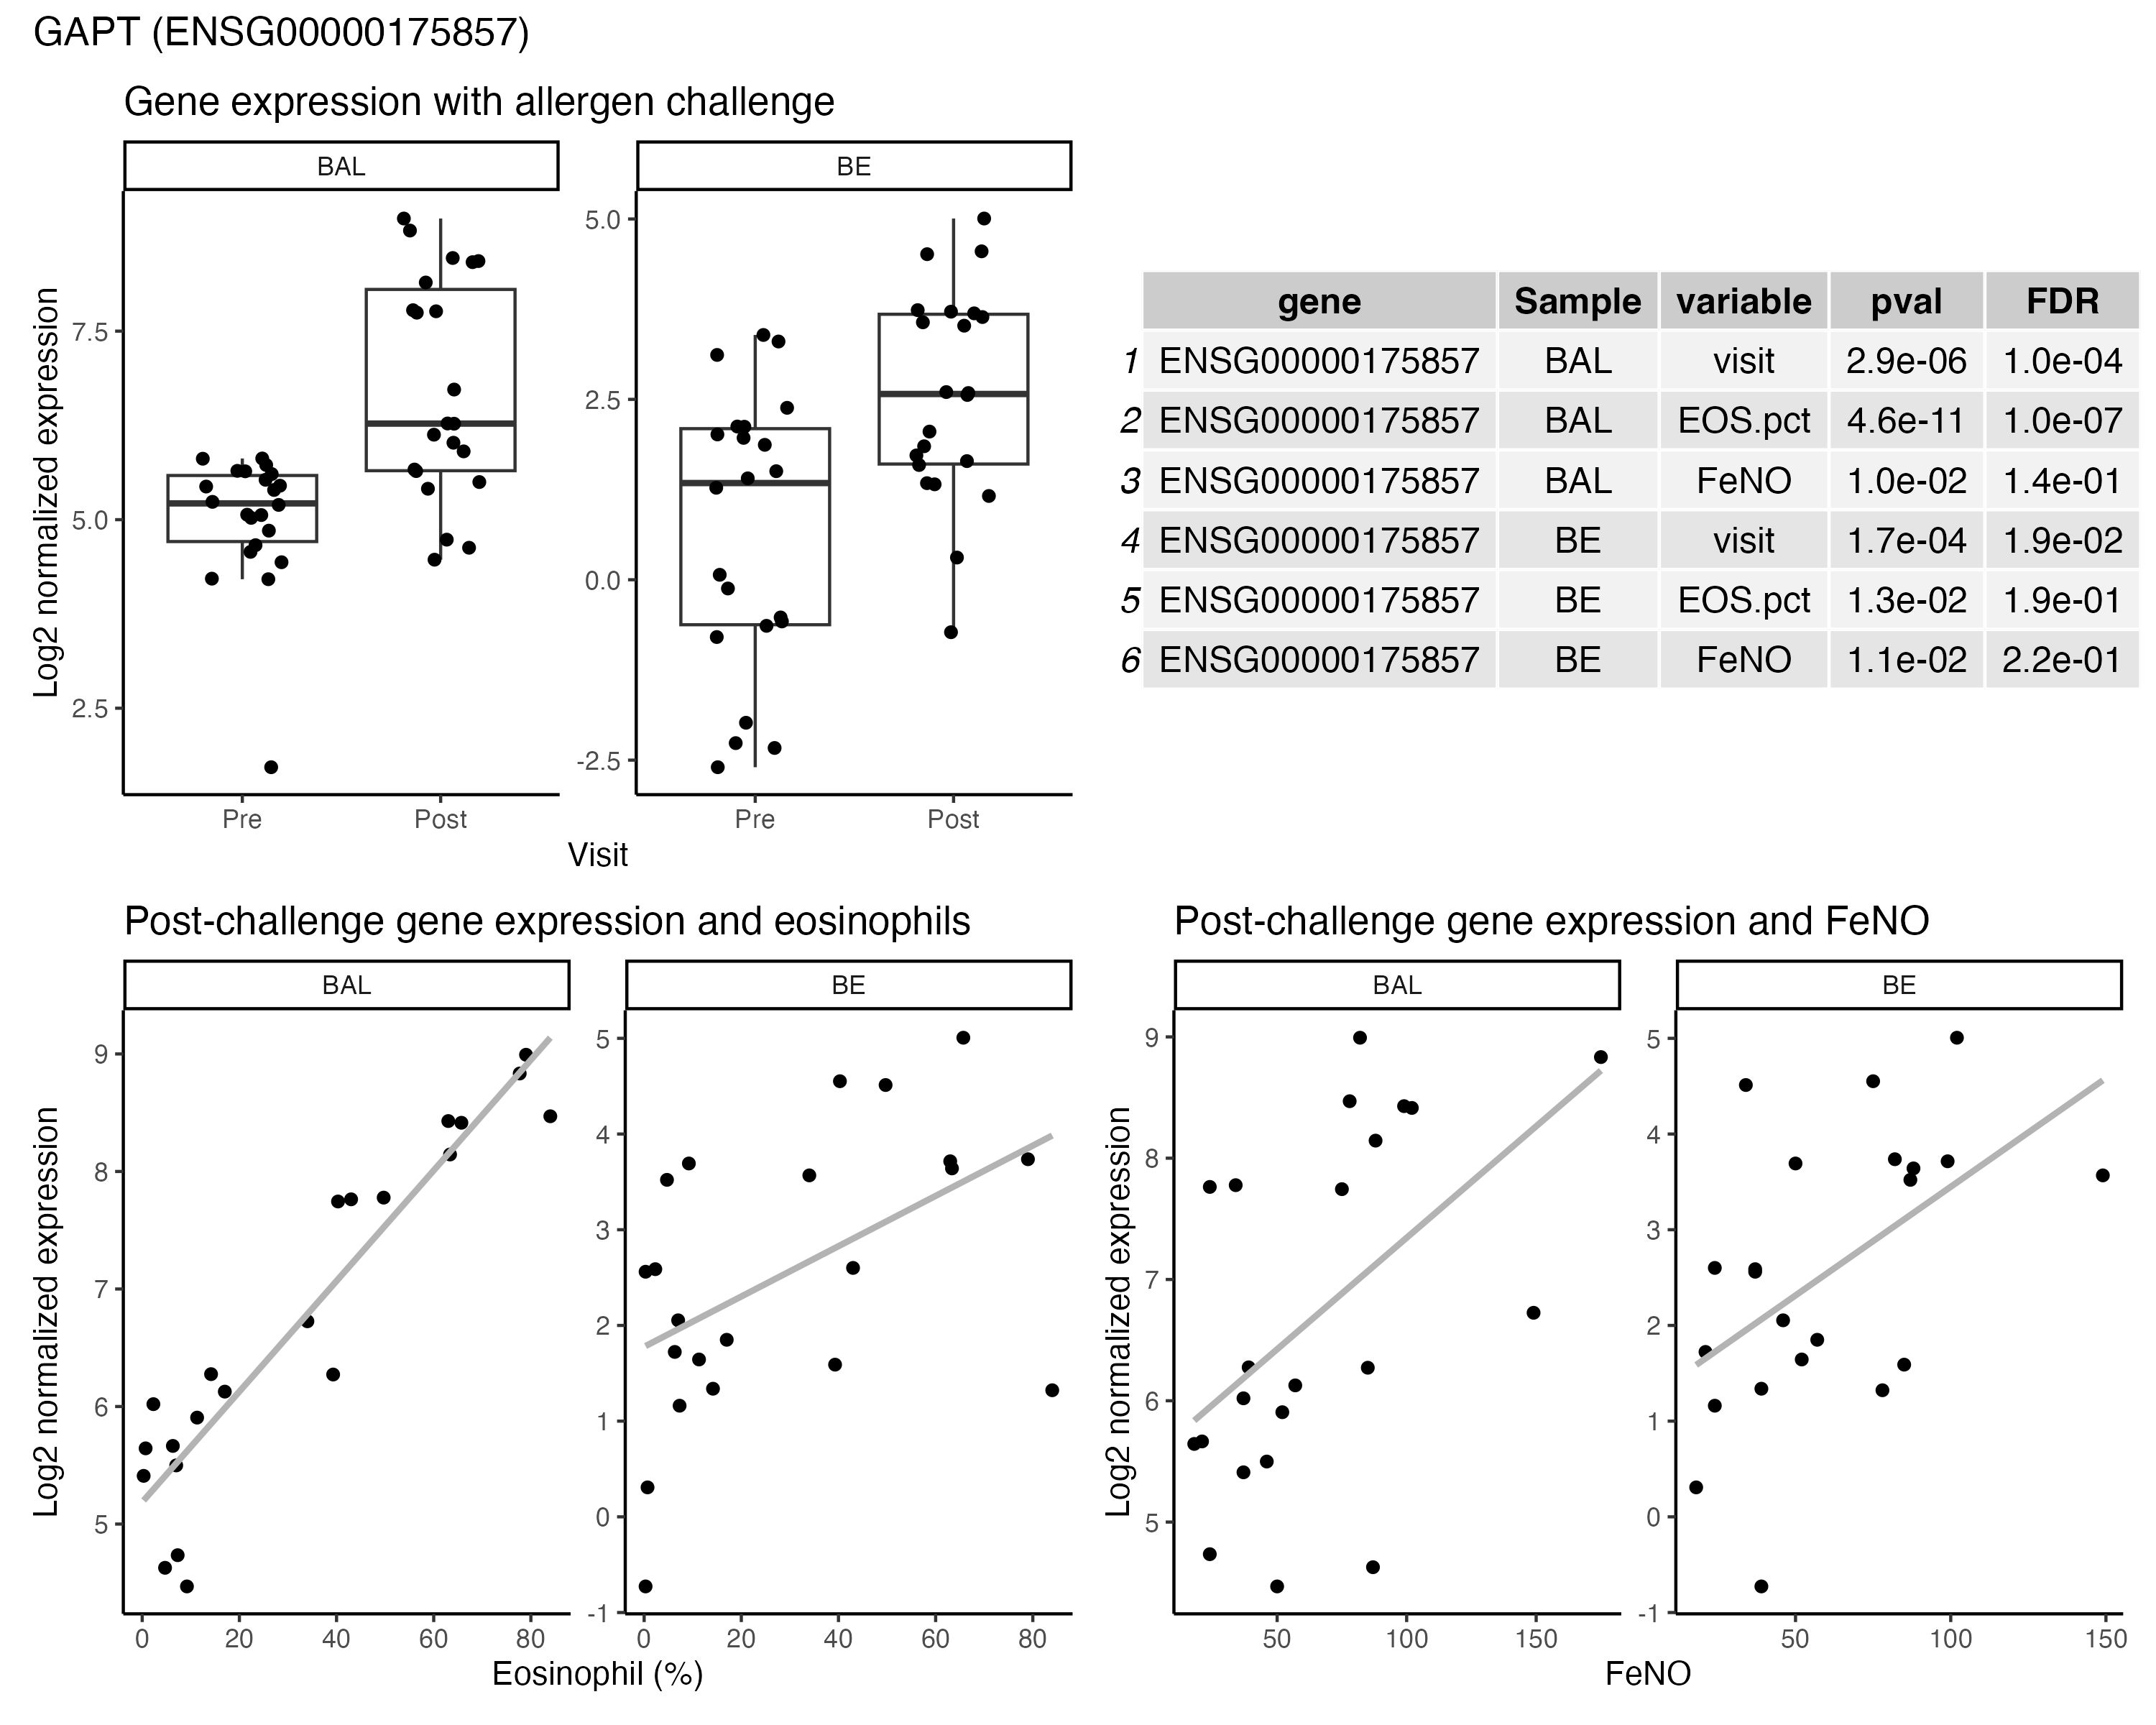 GAPT (ENSG00000175857)
Gene expression with allergen challenge
BAL
BE
Log2 normalized expression
7.5
5.0
2.5
5.0
2.5
0.0
-2.5
Pre
Post
Pre
Post
Visit
gene Sample variable pval FDR
1 ENSG00000175857 BAL visit 2.9e-06 1.0e-04
2 ENSG00000175857 BAL EOS.pct 4.6e-11 1.0e-07
3 ENSG00000175857 BAL FeNO 1.0e-02 1.4e-01
4 ENSG00000175857 BE visit 1.7e-04 1.9e-02
5 ENSG00000175857 BE EOS.pct 1.3e-02 1.9e-01
6 ENSG00000175857 BE FeNO 1.1e-02 2.2e-01
Post-challenge gene expression and eosinophils
BAL
BE
Log2 normalized expression
9
8
7
6
5
5
4
3
2
1
0
-1
0 20 40 60 80
0 20 40 60 80
Eosinophil (%)
Post-challenge gene expression and FeNO
BAL
BE
Log2 normalized expression
9
8
7
6
5
5
4
3
2
1
0
-1
50 100 150
50 100 150
FeNO